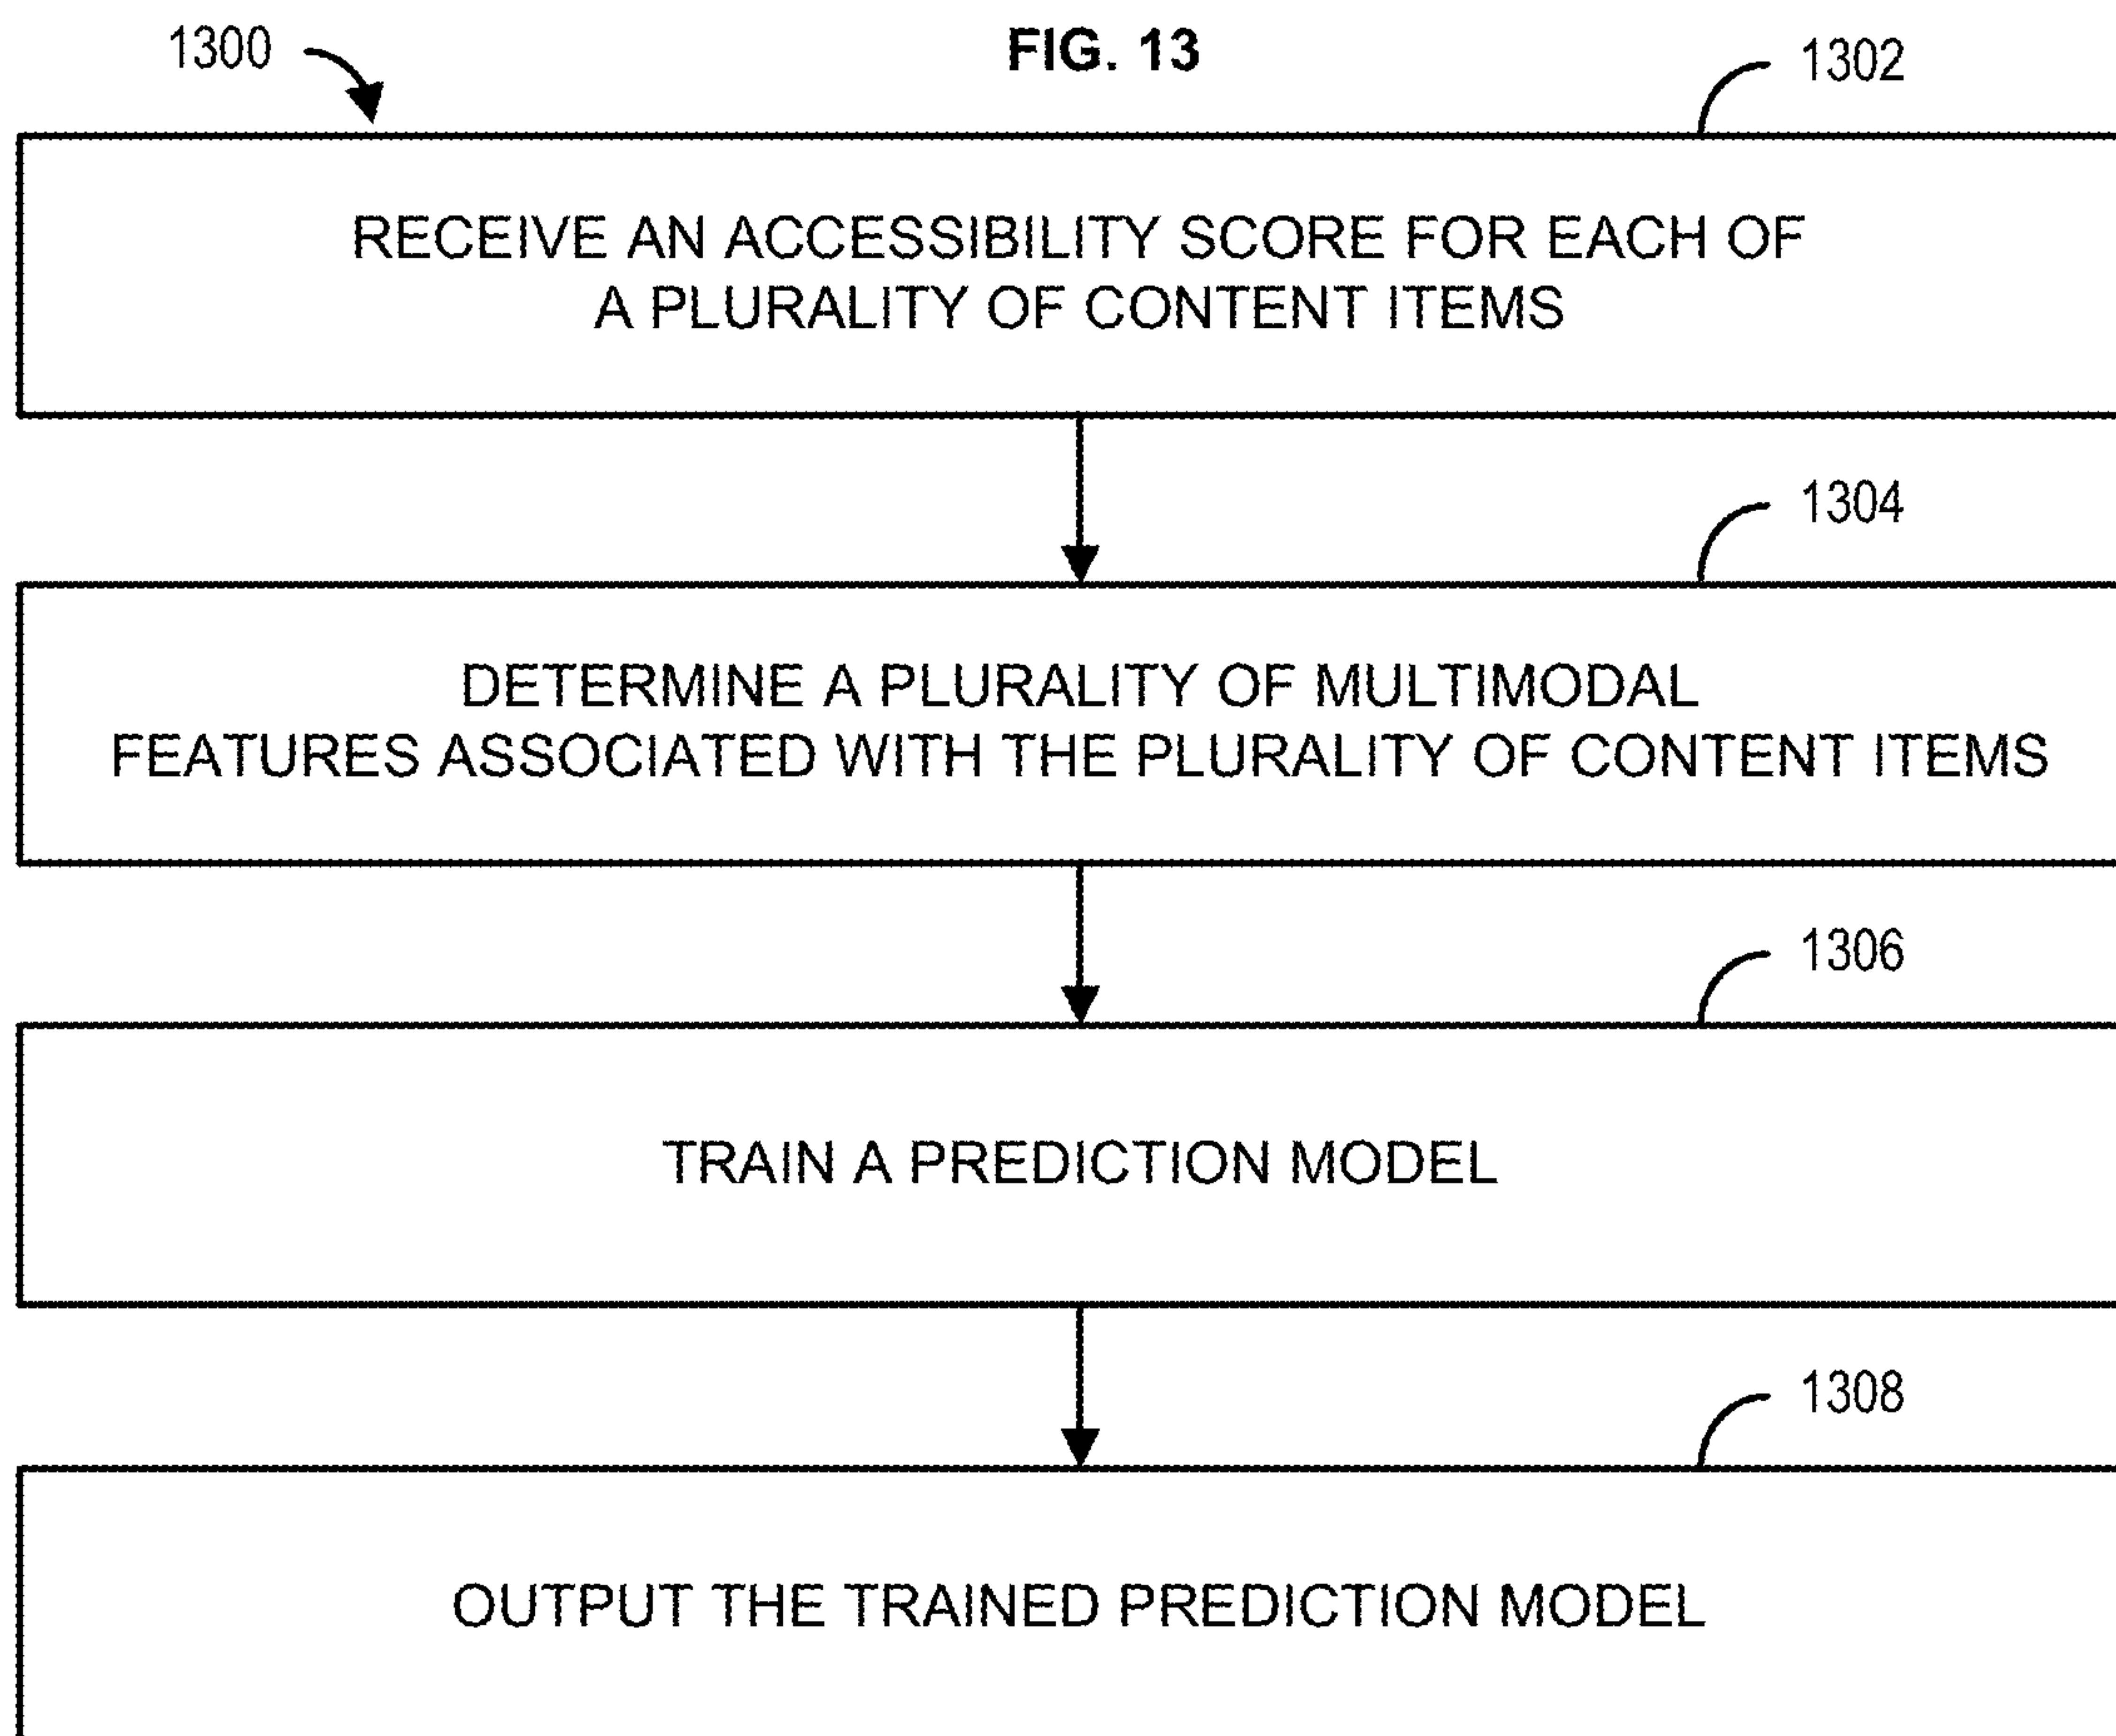 1300
FIG. 13
1302
RECEIVE AN ACCESSIBILITY SCORE FOR EACH OF
A PLURALITY OF CONTENT ITEMS
1304
DETERMINE A PLURALITY OF MULTIMODAL
FEATURES ASSOCIATED WITH THE PLURALITY OF CONTENT ITEMS
1306
TRAIN A PREDICTION MODEL
1308
OUTPUT THE TRAINED PREDICTION MODEL